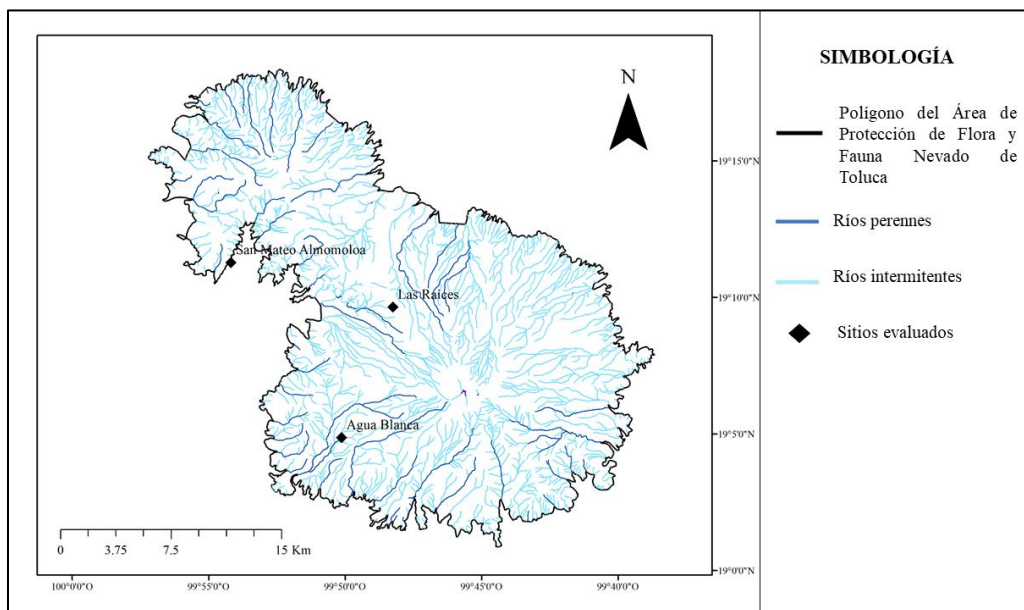 N
San Mateo Almomoloa
Las Raíces
Agua Blanca
19°15'0"N
19°10'0"N
19°5'0"N
19°0'0"N
0 3.75 7.5 15 Km
100°0'0"O 99°55'0"O 99°50'0"O 99°45'0"O 99°40'0"O
SIMBOLOGÍA
Polígono del Área de
Protección de Flora y
Fauna Nevado de
Toluca
Ríos perennes
Ríos intermitentes
Sitios evaluados